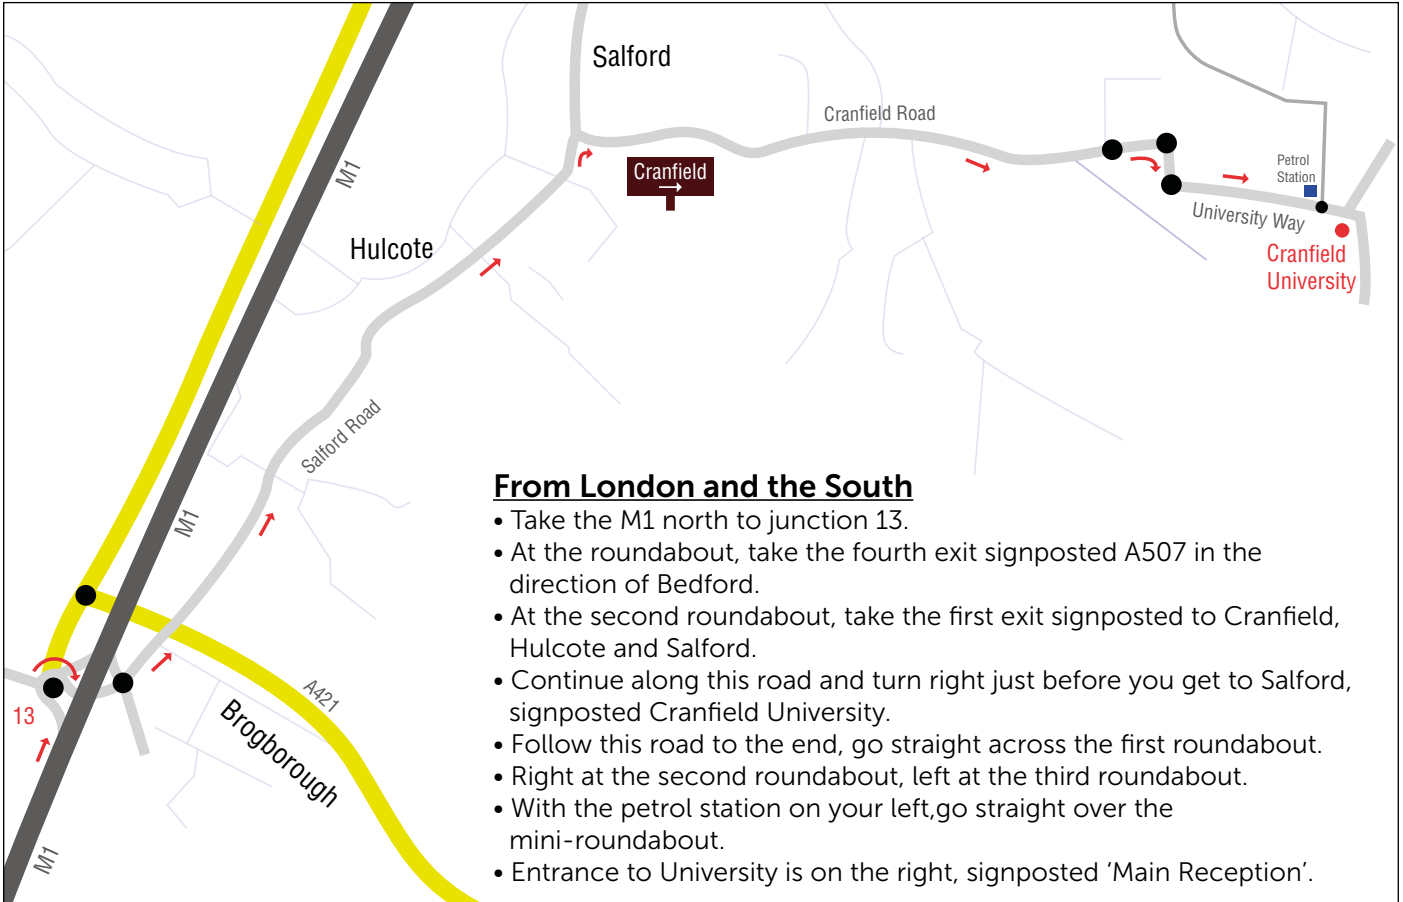 Salford
Cranfield Road
M1
Cranfield
Petrol
Station
University Way
Hulcote
Cranfield
University
Salford Road
M1
From London and the South
• Take the M1 north to junction 13.
• At the roundabout, take the fourth exit signposted A507 in the
direction of Bedford.
• At the second roundabout, take the first exit signposted to Cranfield,
Hulcote and Salford.
• Continue along this road and turn right just before you get to Salford,
signposted Cranfield University.
• Follow this road to the end, go straight across the first roundabout.
• Right at the second roundabout, left at the third roundabout.
• With the petrol station on your left,go straight over the
mini-roundabout.
• Entrance to University is on the right, signposted ‘Main Reception’.
A421
13
Brogborough
M1